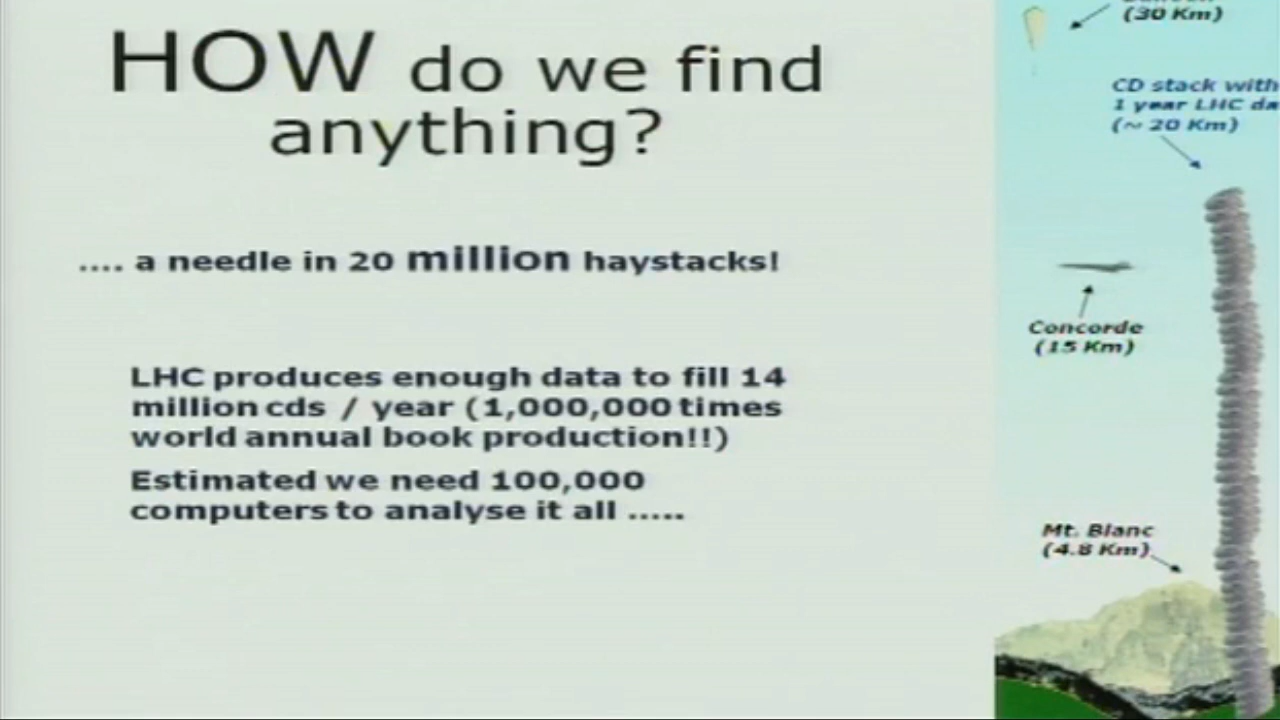 HOW do we find
anything?
.... a needle in 20 million haystacks!
LHC produces enough data to fill 14
million cds / year (1,000,000 times
world annual book production!!)
Estimated we need 100,000
computers to analyse it all .....
(30 Km)
CD stack with
1 year LHC da
(~ 20 Km)
Concorde
(15 Km)
Mt. Blanc
(4.8 Km)